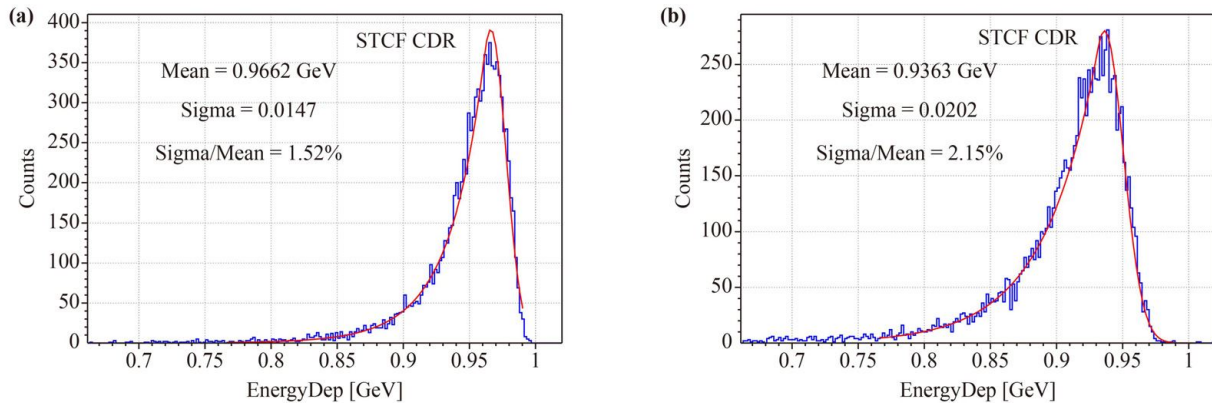 (a)
STCF CDR
Mean = 0.9662 GeV
Sigma = 0.0147
Sigma/Mean = 1.52%
Counts
400
350
300
250
200
150
100
50
0
0.7
0.75
0.8
0.85
0.9
0.95
1
EnergyDep [GeV]
(b)
STCF CDR
Mean = 0.9363 GeV
Sigma = 0.0202
Sigma/Mean = 2.15%
Counts
250
200
150
100
50
0
0.7
0.75
0.8
0.85
0.9
0.95
1
EnergyDep [GeV]